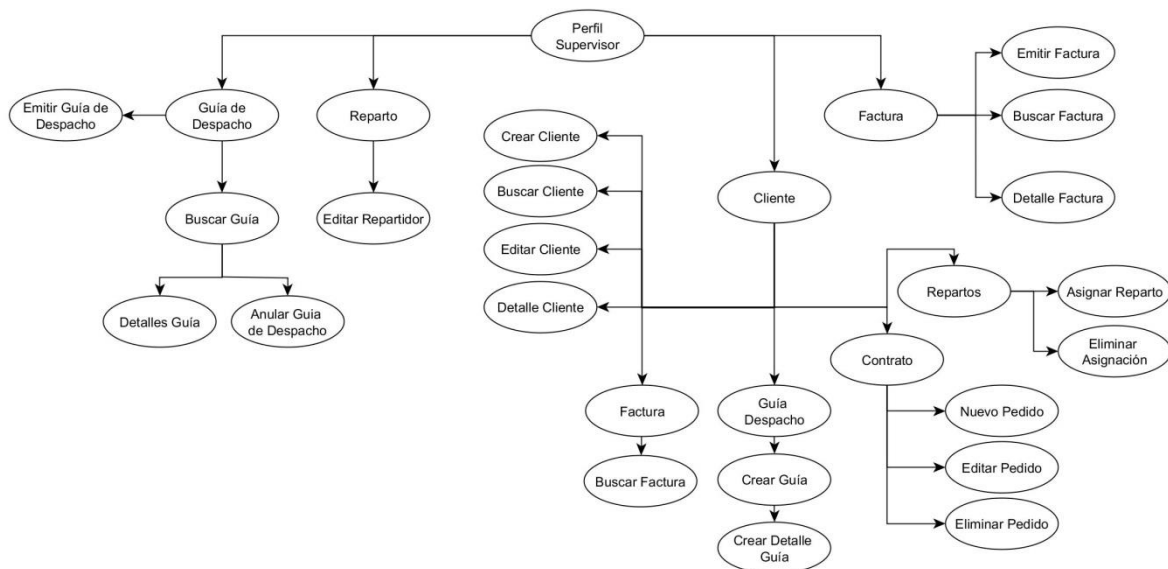 Perfil
Supervisor
Emitir Guía de
Despacho
Guía de
Despacho
Reparto
Factura
Emitir Factura
Buscar Factura
Detalle Factura
Crear Cliente
Buscar Cliente
Editar Cliente
Detalle Cliente
Cliente
Buscar Guía
Editar Repartidor
Detalles Guía
Anular Guia
de Despacho
Repartos
Asignar Reparto
Eliminar
Asignación
Contrato
Factura
Guía
Despacho
Nuevo Pedido
Buscar Factura
Crear Guía
Editar Pedido
Crear Detalle
Guía
Eliminar Pedido